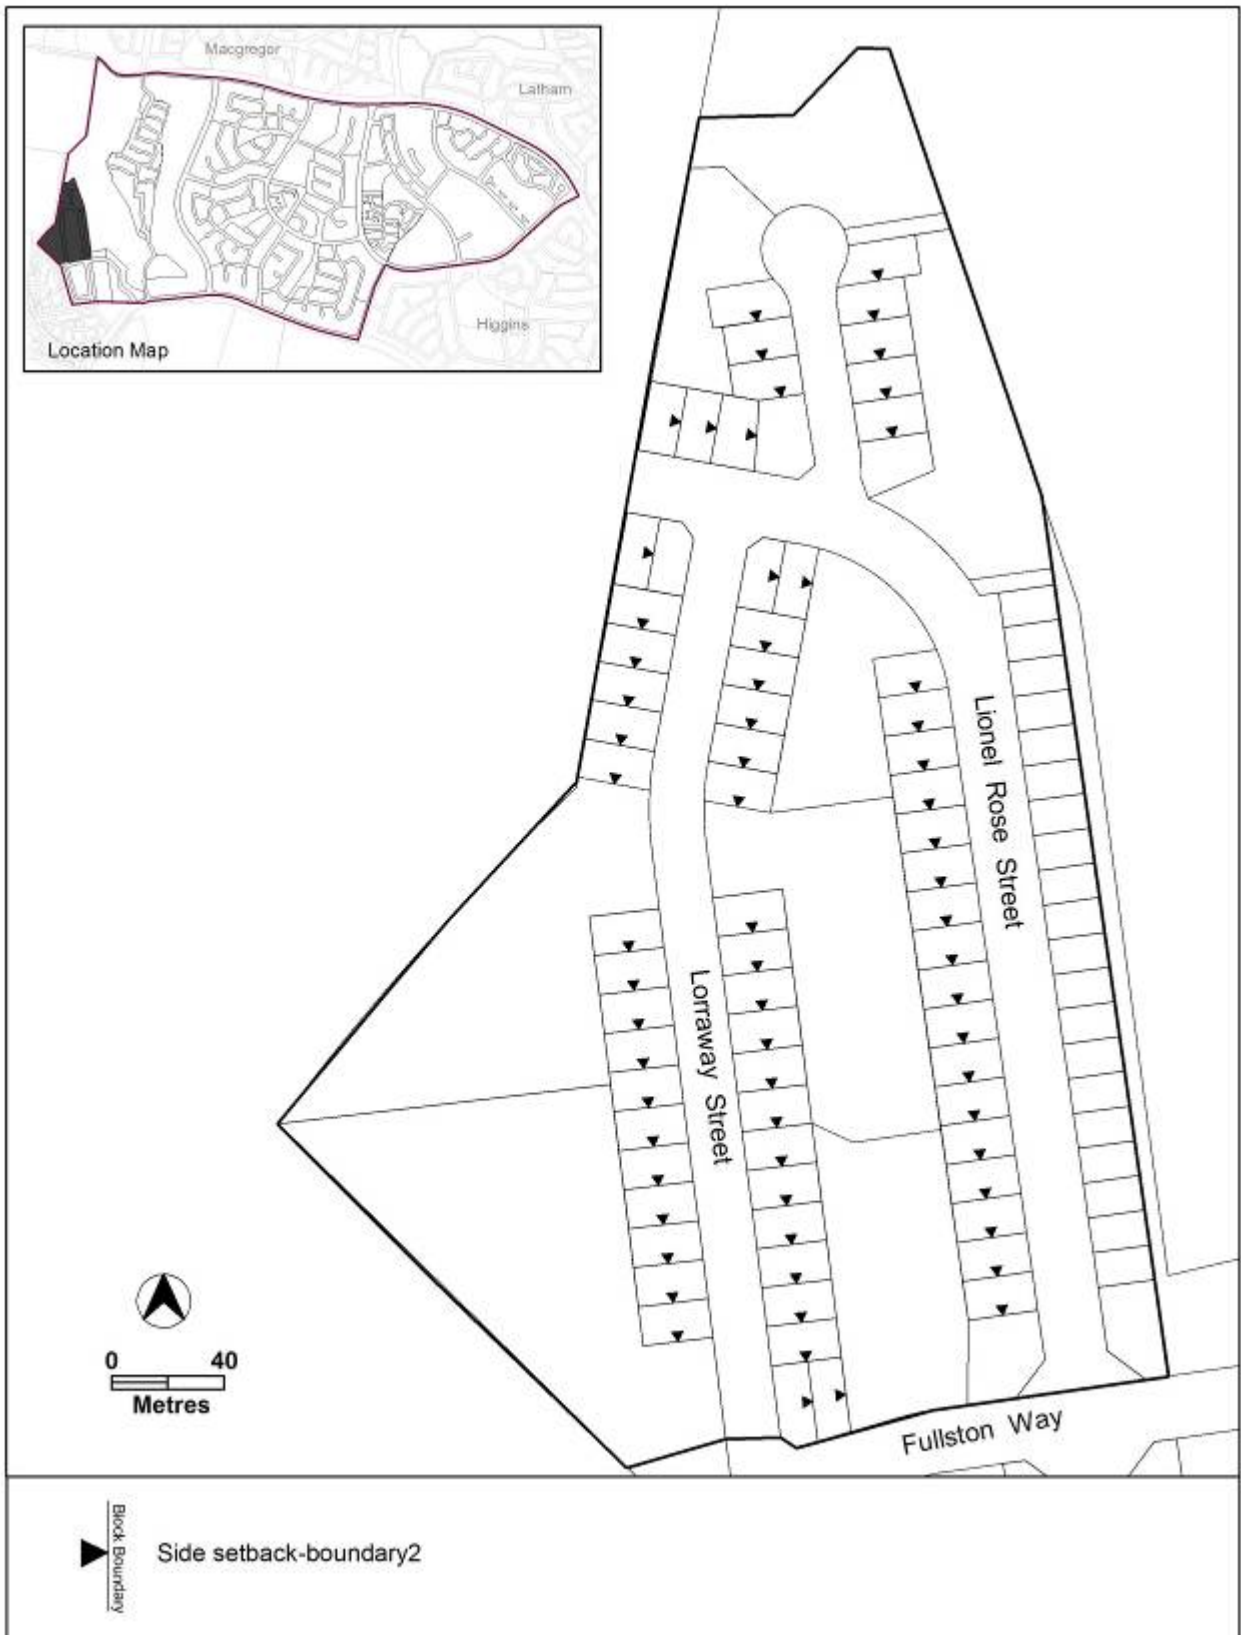 Macgregor
Latham
Higgins
Location Map
Lionel Rose Street
Lorraway Street
Fullston Way
0 40
Metres
Block Boundary
Side setback-boundary2